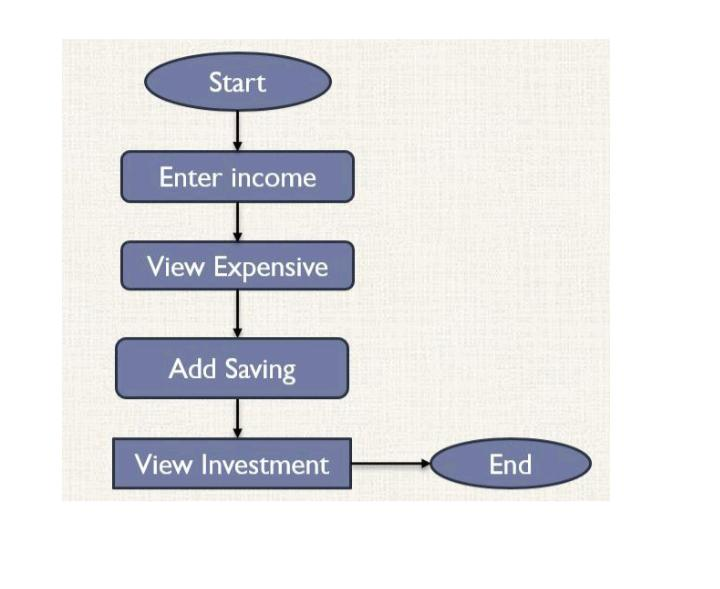 Start
Enter income
View Expensive
Add Saving
View Investment
End